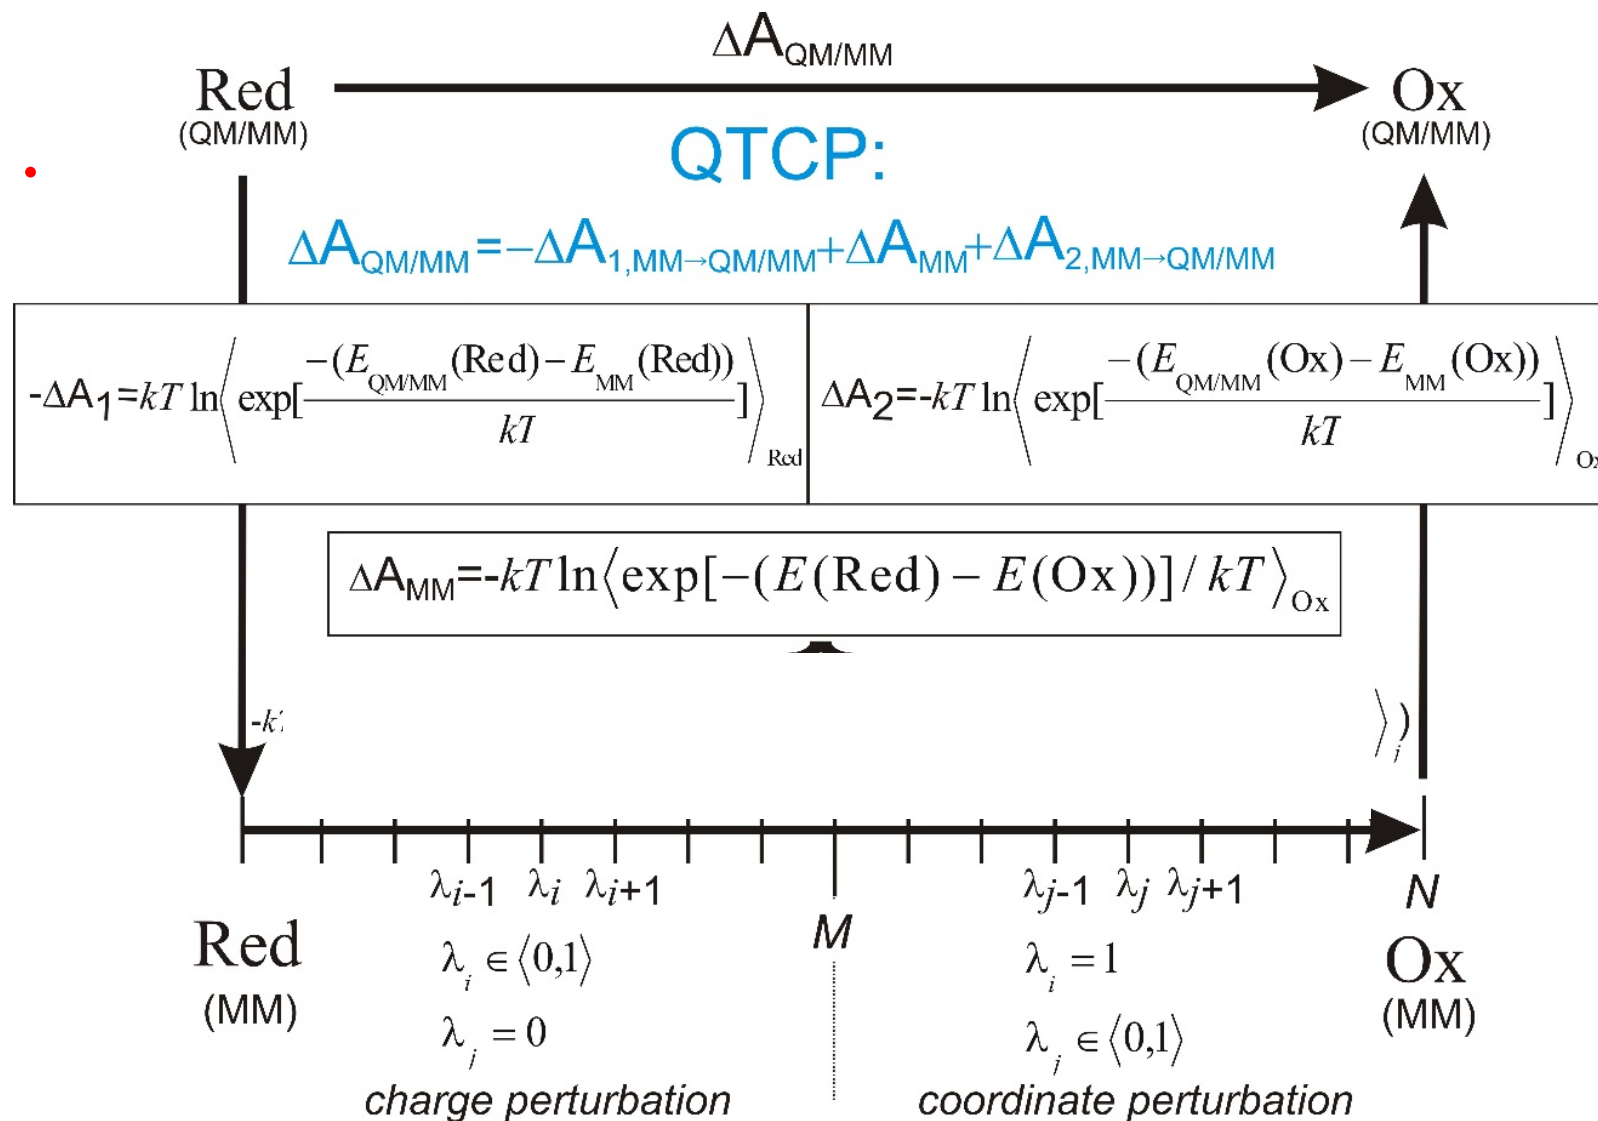 ΔA_QM/MM
Red
(QM/MM)
Ox
(QM/MM)
QTCP:
ΔA_QM/MM = −ΔA_1,MM→QM/MM + ΔA_MM + ΔA_2,MM→QM/MM
-ΔA_1 = kT ln⟨exp[−(E_QM/MM(Red) − E_MM(Red)) / kT]⟩_Red
ΔA_2 = -kT ln⟨exp[−(E_QM/MM(Ox) − E_MM(Ox)) / kT]⟩_Ox
ΔA_MM = -kT ln⟨exp[−(E(Red) − E(Ox))] / kT⟩_Ox
-k
⟩_j)
λ_i-1 λ_i λ_i+1
λ_j-1 λ_j λ_j+1
N
M
Red
(MM)
λ_i ∈ ⟨0,1⟩
λ_j = 0
charge perturbation
λ_i = 1
λ_j ∈ ⟨0,1⟩
coordinate perturbation
Ox
(MM)